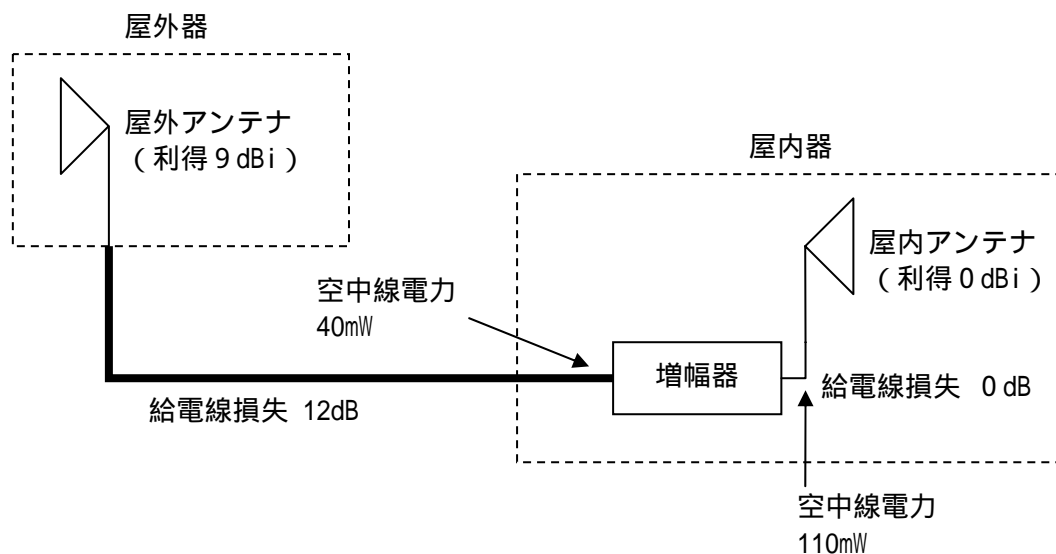 屋外器
屋外アンテナ
（利得9dBi）
屋内器
屋内アンテナ
（利得0dBi）
空中線電力
40mW
増幅器
給電線損失 12dB
給電線損失 0dB
空中線電力
110mW